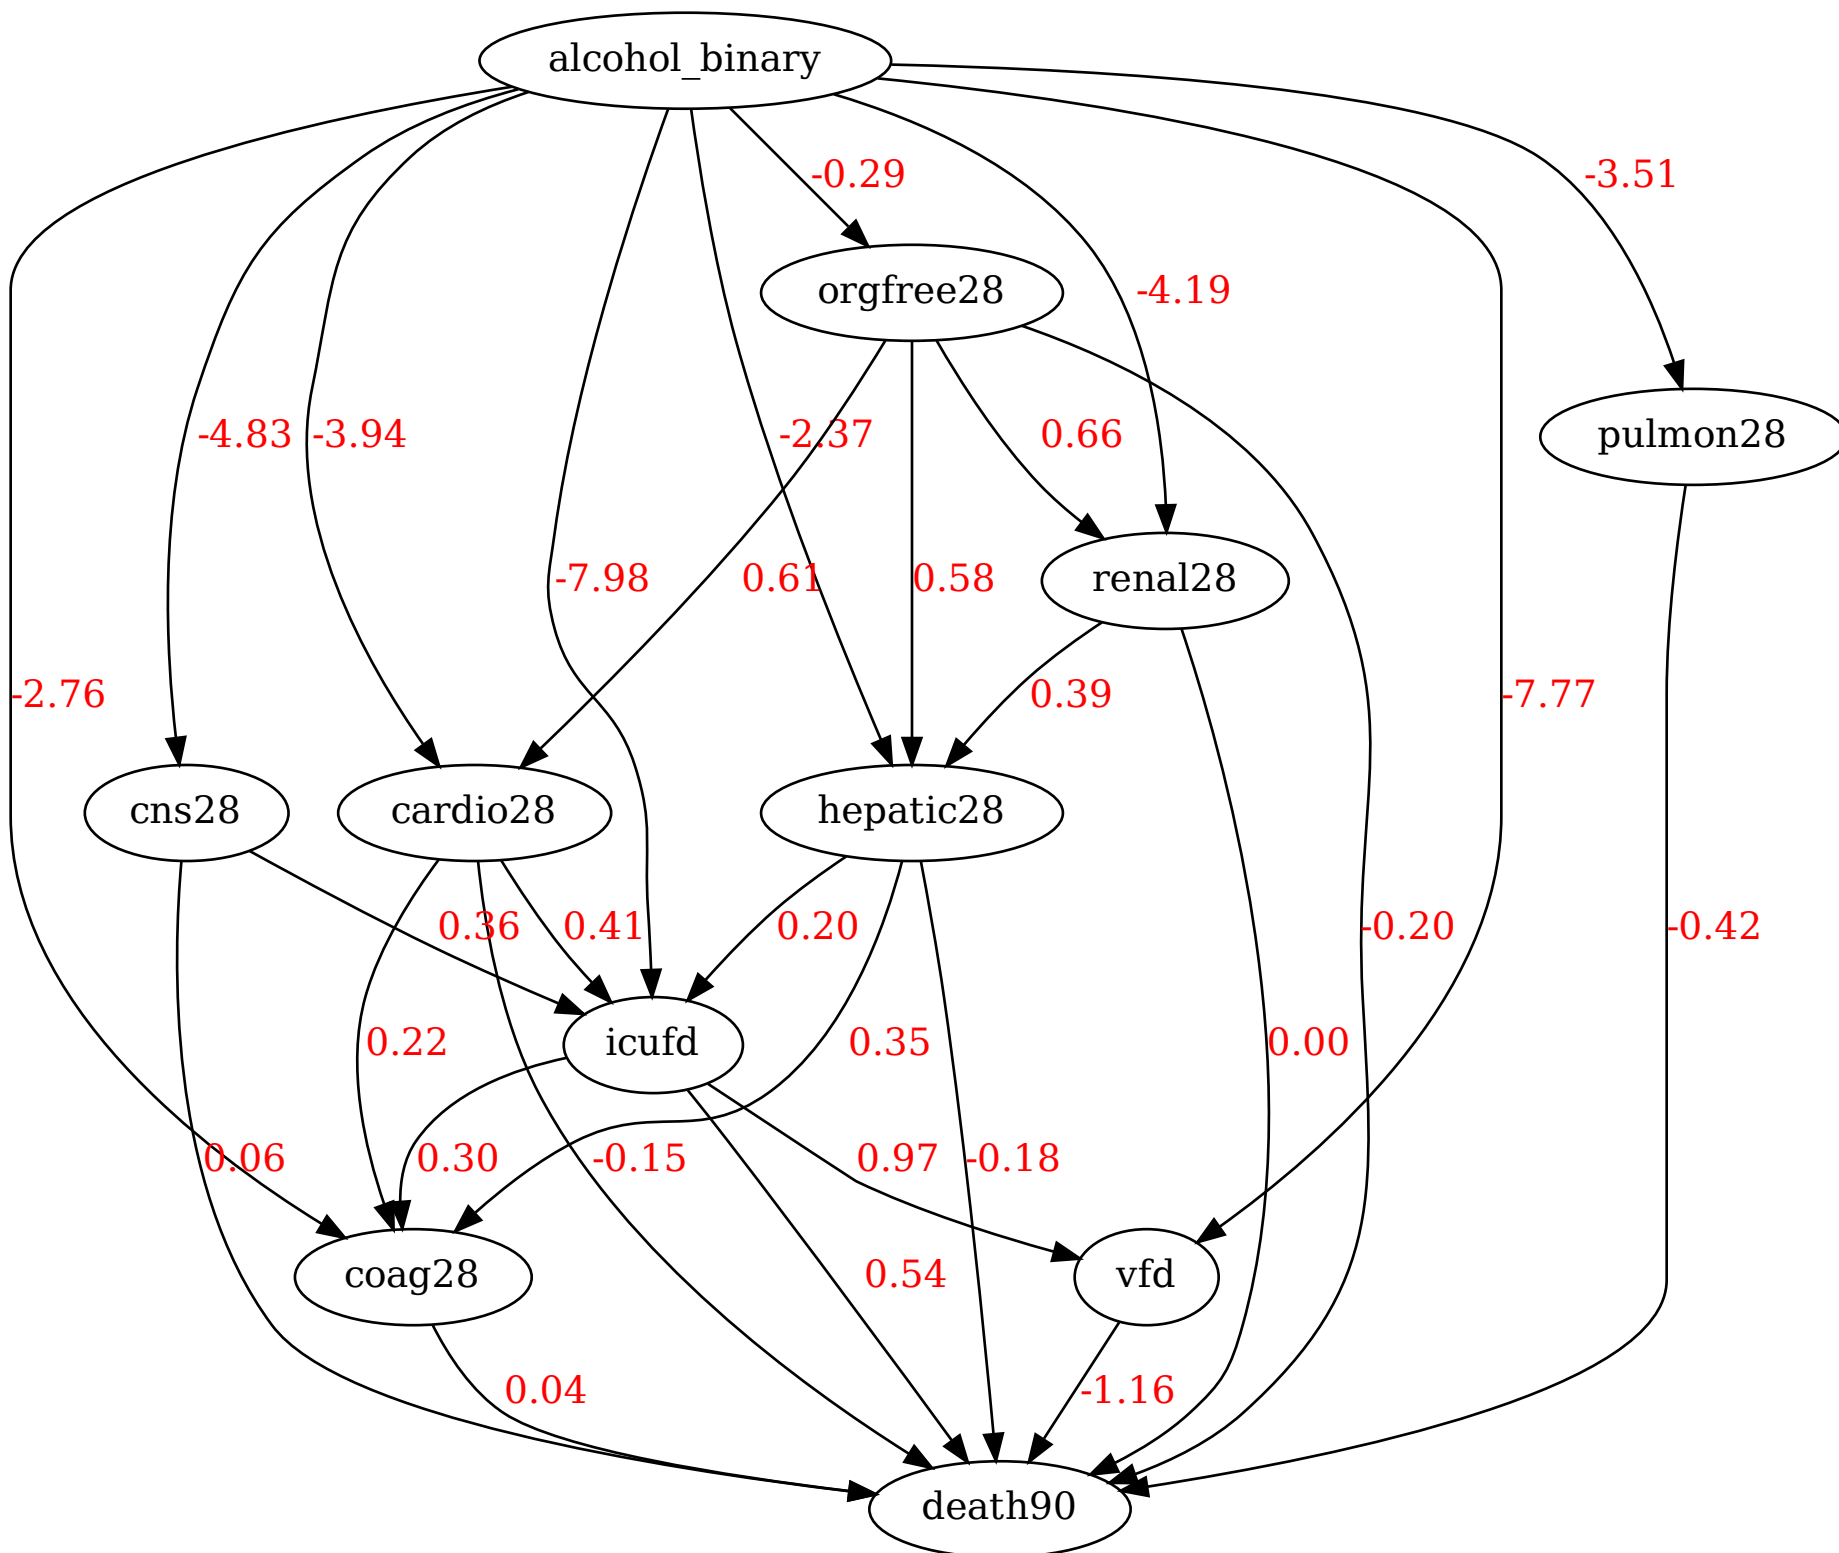 alcohol_binary
-0.29
-3.51
orgfree28
-4.19
-4.83
-3.94
-2.37
0.66
pulmon28
-7.98
0.61
0.58
renal28
-2.76
0.39
-7.77
cns28
cardio28
hepatic28
0.36
0.41
0.20
-0.20
-0.42
icufd
0.22
0.35
0.00
0.06
0.30
-0.15
0.97
-0.18
coag28
0.54
vfd
0.04
-1.16
death90